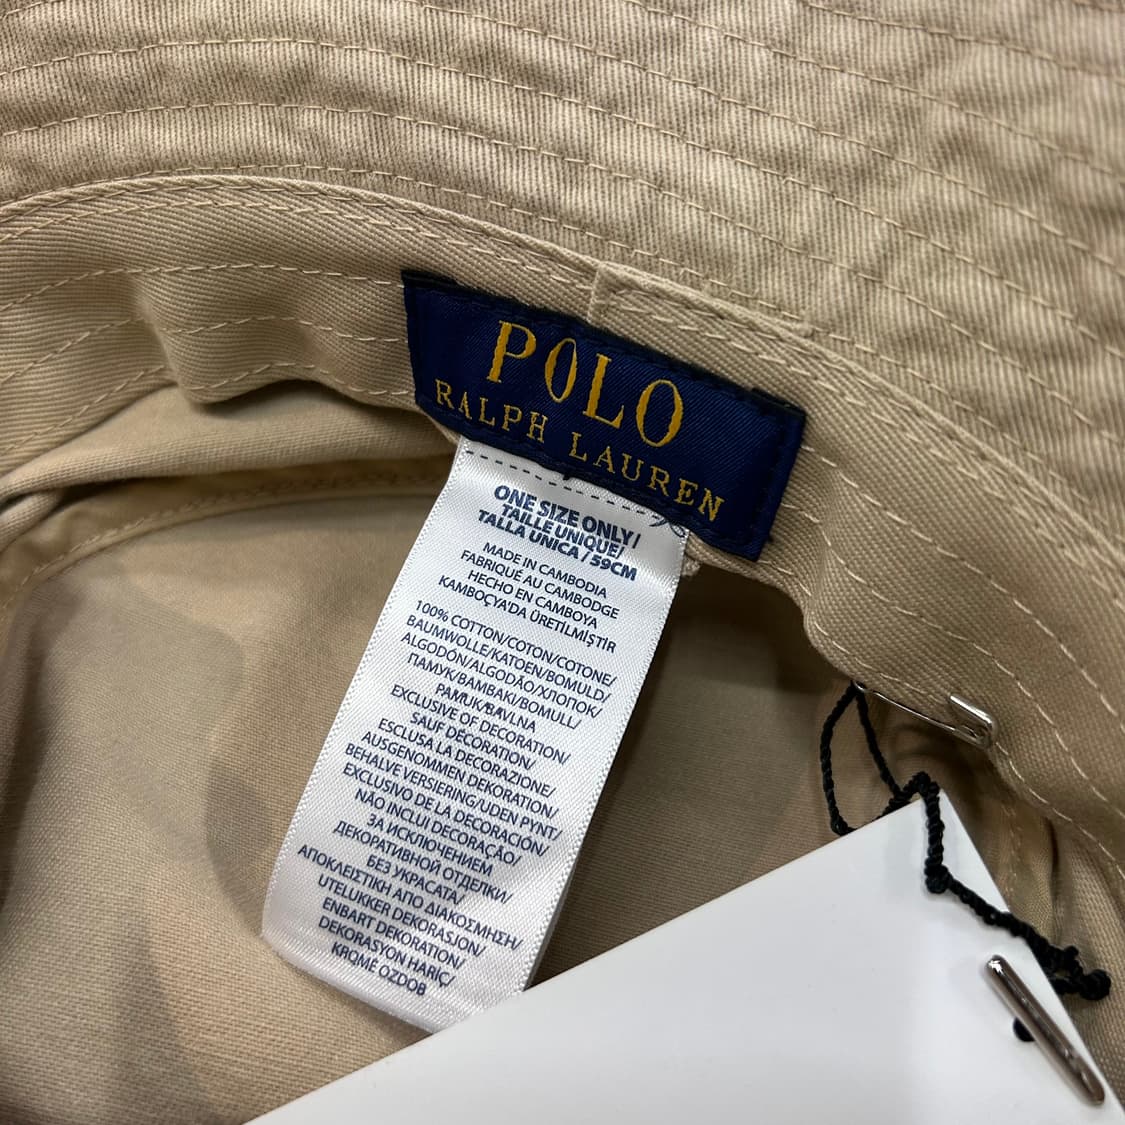 POLO
RALPH LAUREN
ONE SIZE ONLY/
TAILLE UNIQUE/
TALLA UNICA / 59CM
MADE IN CAMBODIA
FABRIQUÉ AU CAMBODGE
HECHO EN CAMBOYA
KAMBOÇYA'DA ÜRETİLMİŞTİR
100% COTTON/COTON/COTONE/
BAUMWOLLE/KATOEN/BOMULD/
ALGODÓN/ALGODÃO/ХЛОПОК/
ПАМУК/BAMBAKI/BOMULL/
PAMUK/BAVLNA
EXCLUSIVE OF DECORATION/
SAUF DÉCORATION/
ESCLUSA LA DECORAZIONE/
AUSGENOMMEN DEKORATION/
BEHALVE VERSIERING/UDEN PYNT/
EXCLUSIVO DE LA DECORACIÓN/
NÃO INCLUI DECORAÇÃO/
ЗА ИСКЛЮЧЕНИЕМ
ДЕКОРАТИВНОЙ ОТДЕЛКИ/
БЕЗ УКРАСАТА/
ΑΠΟΚΛΕΙΣΤΙΚΗ ΑΠΟ ΔΙΑΚΟΣΜΗΣΗ/
UTELUKKER DEKORASJON/
ENBART DEKORATION/
DEKORASYON HARİÇ/
KROMĚ OZDOB